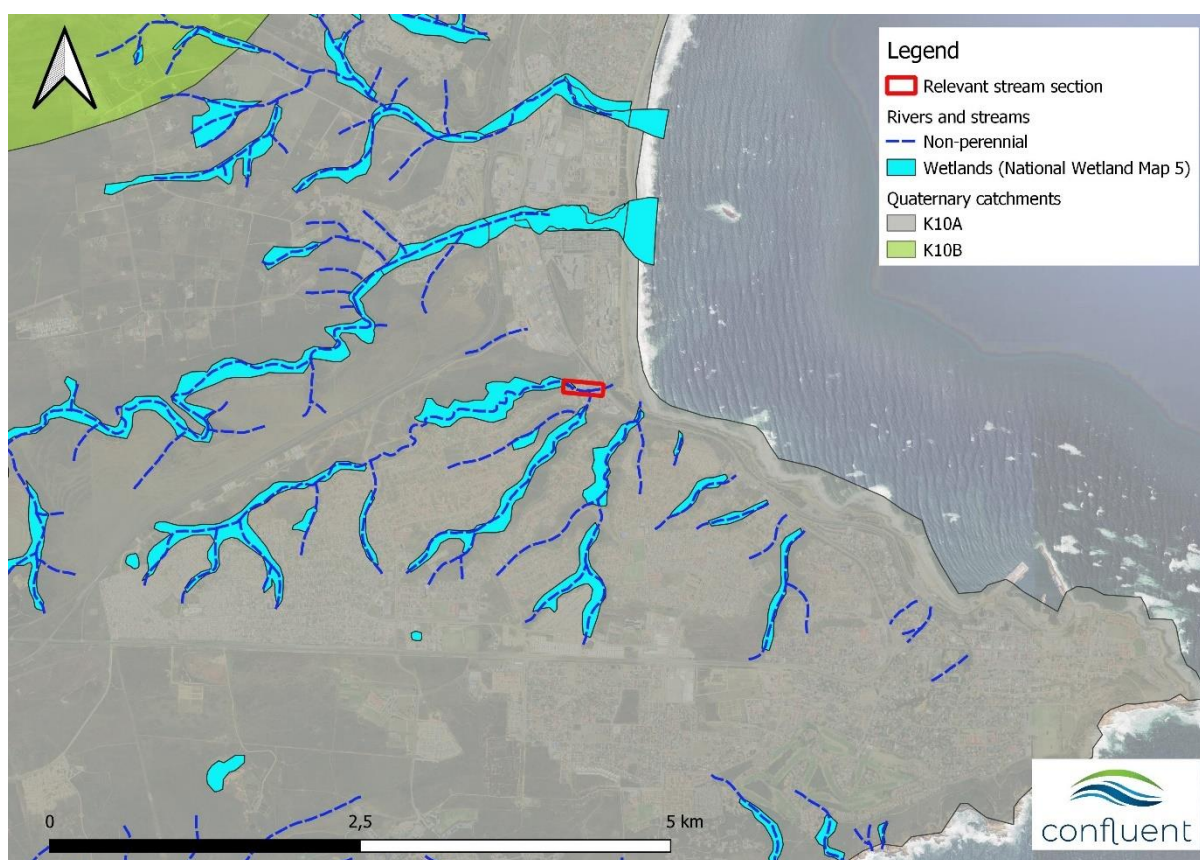 Legend
Relevant stream section
Rivers and streams
Non-perennial
Wetlands (National Wetland Map 5)
Quaternary catchments
K10A
K10B
0
2,5
5 km
confluent